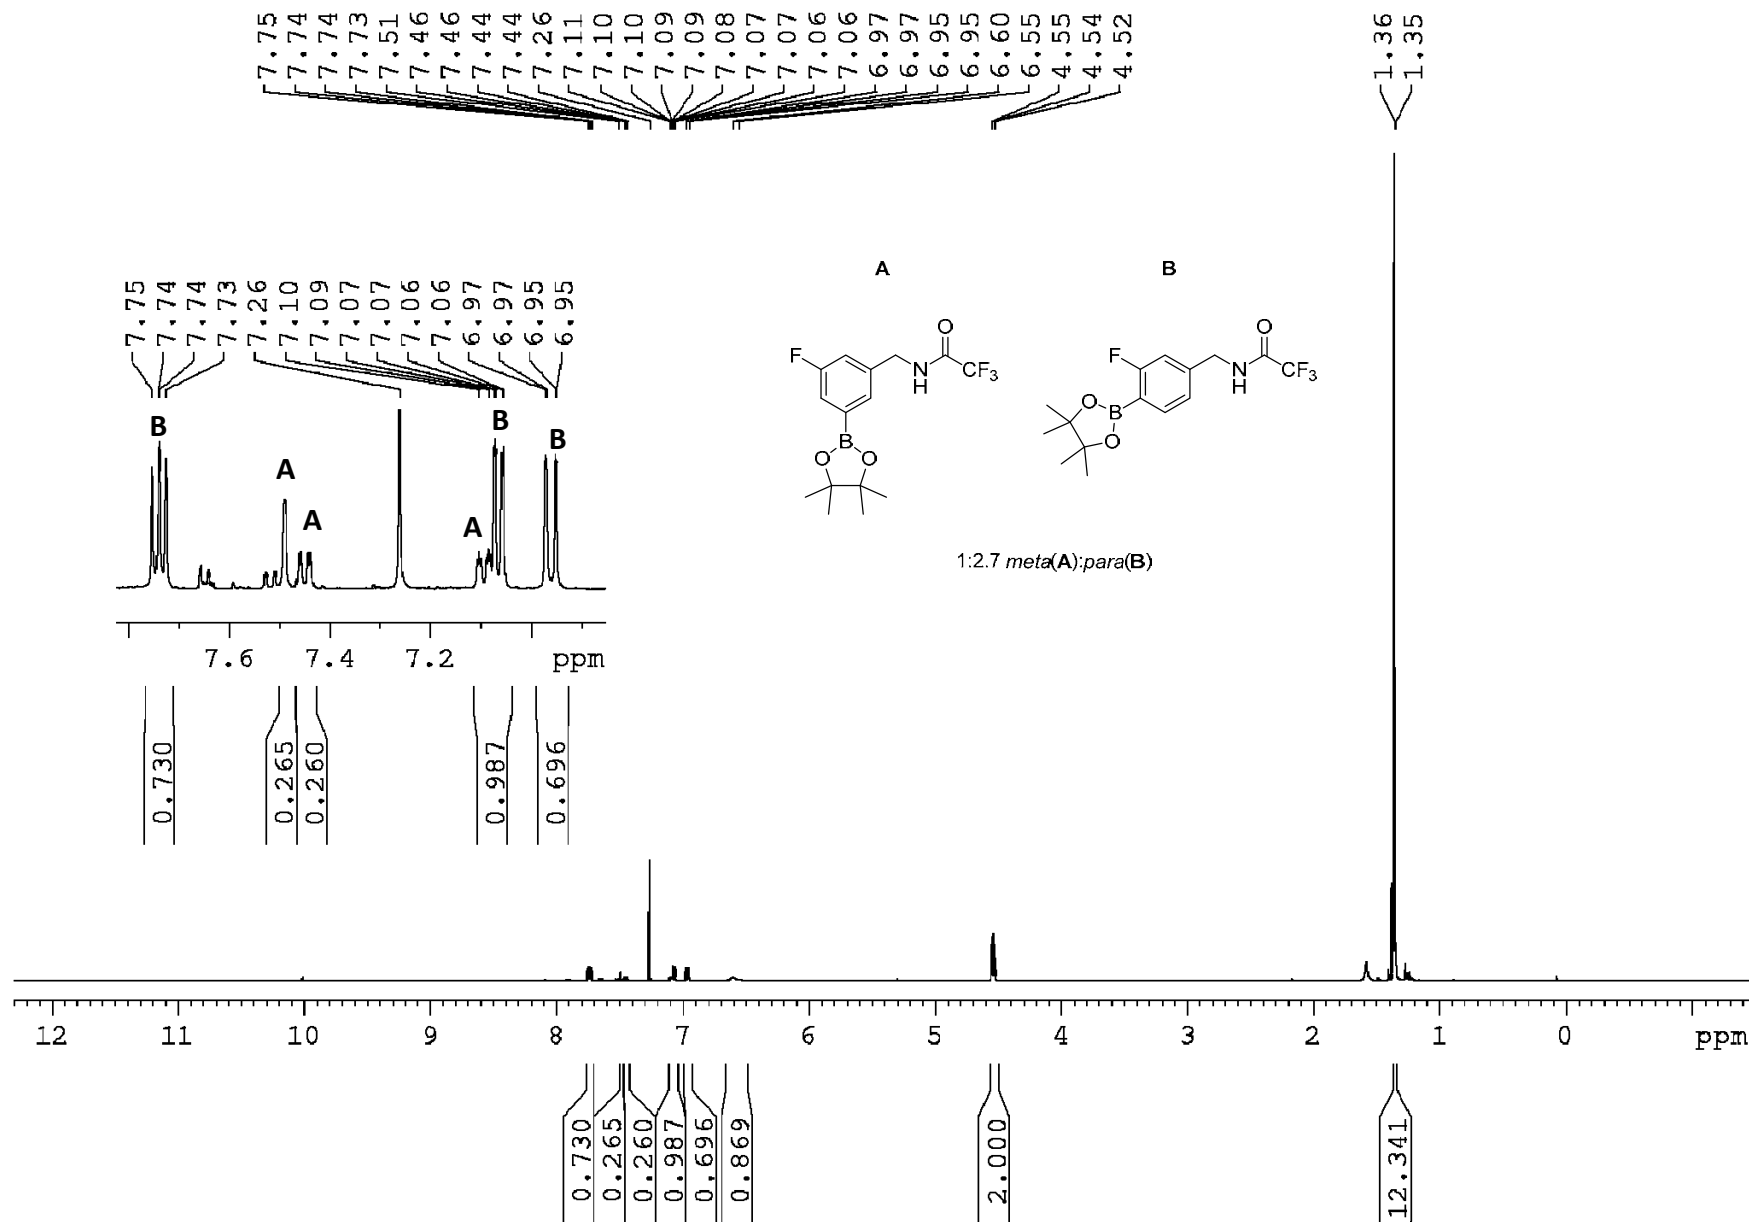 7.75
7.74
7.74
7.73
7.51
7.46
7.46
7.44
7.44
7.26
7.11
7.10
7.10
7.09
7.09
7.08
7.07
7.07
7.06
7.06
6.97
6.97
6.95
6.95
6.60
6.55
4.55
4.55
4.54
4.52
1.36
1.35
7.75
7.74
7.74
7.73
7.26
7.10
7.09
7.07
7.07
7.06
7.06
6.97
6.97
6.95
6.95
B
A
A
A
B
B
7.6 7.4 7.2 ppm
0.730
0.265
0.260
0.987
0.696
A
F
O
N
H
CF3
B
O O
B
F
O
N
H
CF3
O
B
O
1:2.7 meta(A):para(B)
12 11 10 9 8 7 6 5 4 3 2 1 0 ppm
0.730
0.265
0.260
0.987
0.696
0.869
2.000
12.341